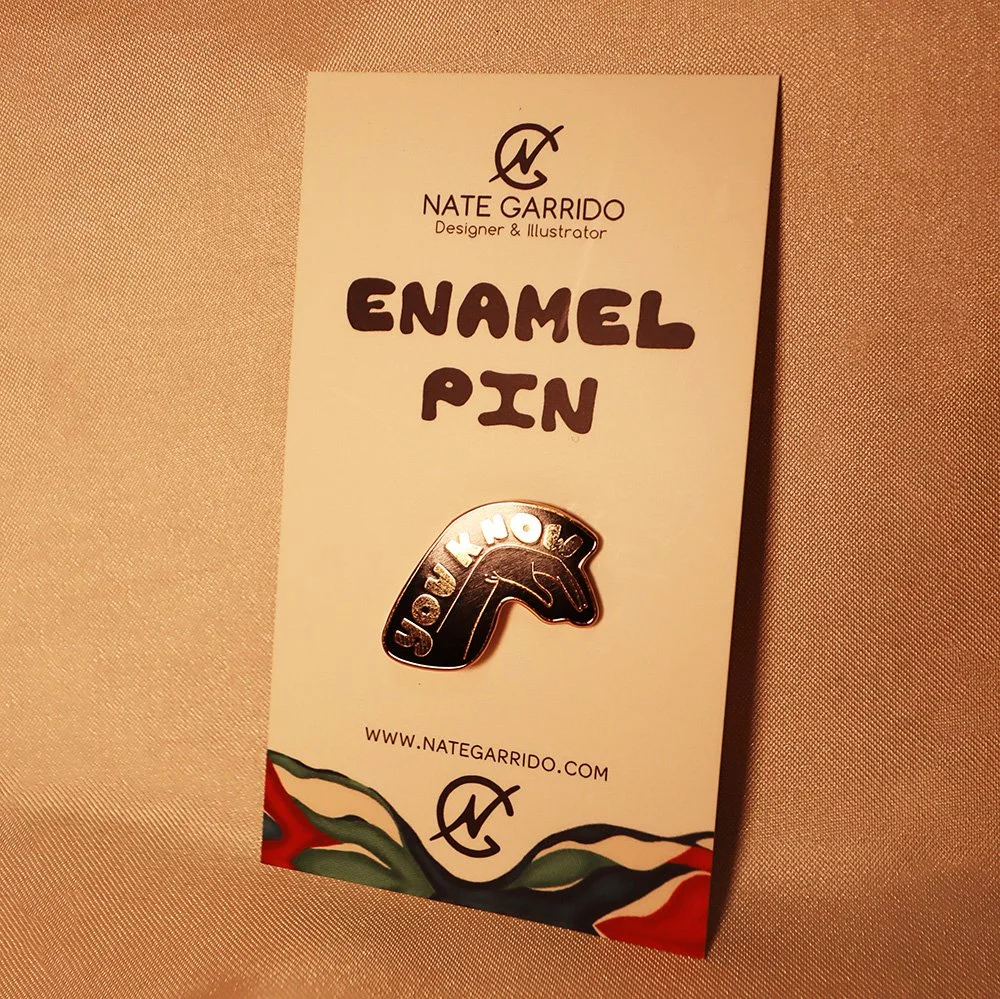 NATE GARRIDO
Designer & Illustrator
ENAMEL
PIN
YOU KNOW
WWW.NATEGARRIDO.COM